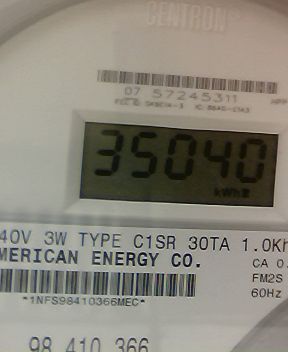 CENTRON
07 57245311
35040
kWh
40V 3W TYPE C1SR 30TA 1.0Kh
MERICAN ENERGY CO.
CA 0.
FM2S
*1NFS98410366MEC*
60Hz
98 410 366